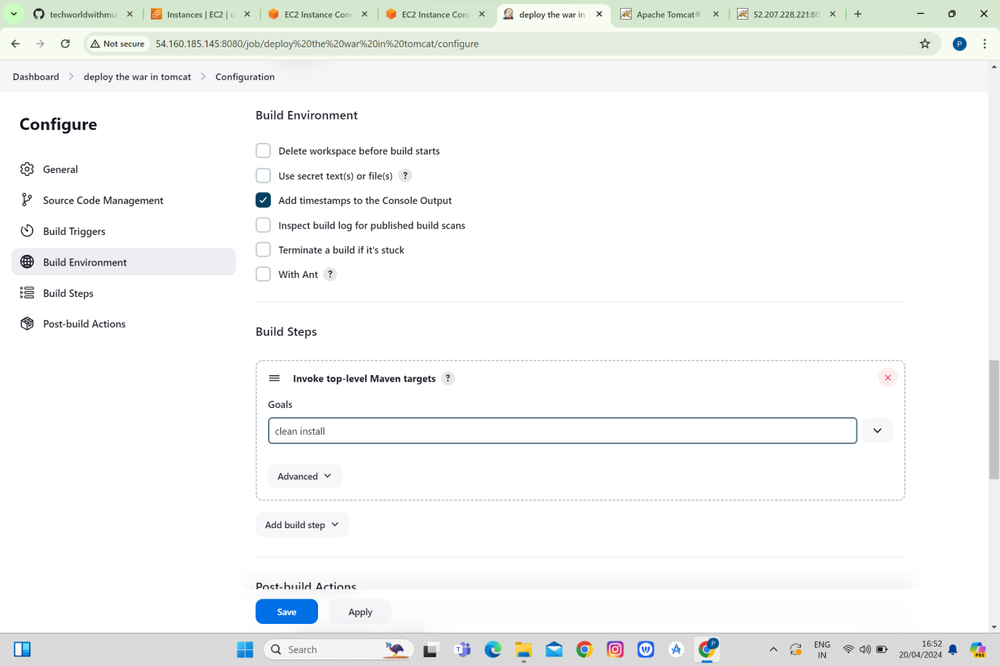 techworldwithmu
Instances | EC2 | u
EC2 Instance Conn
EC2 Instance Conn
deploy the war in
Apache Tomcat®
52.207.228.221:80
Not secure
54.160.185.145:8080/job/deploy%20the%20war%20in%20tomcat/configure
P
Dashboard
deploy the war in tomcat
Configuration
Configure
General
Source Code Management
Build Triggers
Build Environment
Build Steps
Post-build Actions
Build Environment
Delete workspace before build starts
Use secret text(s) or file(s) ?
Add timestamps to the Console Output
Inspect build log for published build scans
Terminate a build if it's stuck
With Ant ?
Build Steps
Invoke top-level Maven targets ?
Goals
clean install
Advanced
Add build step
Post-build Actions
Save
Apply
Search
ENG
IN
16:52
20/04/2024
PRE